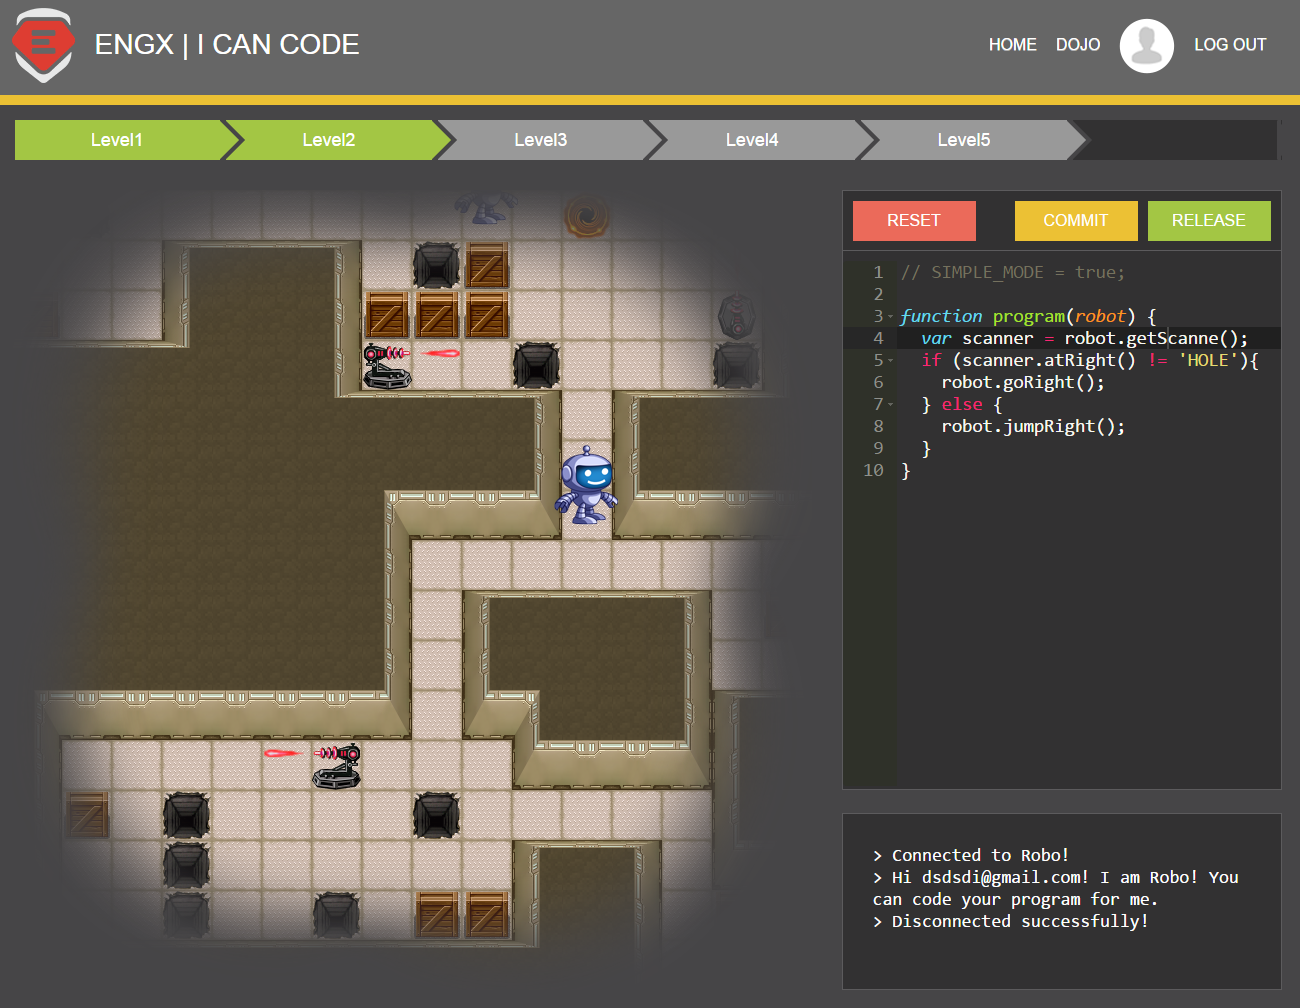 ENGX | I CAN CODE
HOME DOJO LOG OUT
Level1 Level2 Level3 Level4 Level5
RESET COMMIT RELEASE
1 // SIMPLE_MODE = true;
2
3 function program(robot) {
4 var scanner = robot.getScanne();
5 if (scanner.atRight() != 'HOLE'){
6 robot.goRight();
7 } else {
8 robot.jumpRight();
9 }
10 }
> Connected to Robo!
> Hi dsdsdi@gmail.com! I am Robo! You
can code your program for me.
> Disconnected successfully!